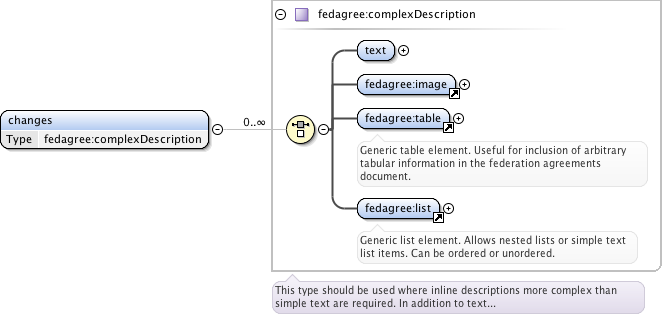 fedagree:complexDescription
text
fedagree:image
changes
Type fedagree:complexDescription
0..∞
fedagree:table
Generic table element. Useful for inclusion of arbitrary
tabular information in the federation agreements
document.
fedagree:list
Generic list element. Allows nested lists or simple text
list items. Can be ordered or unordered.
This type should be used where inline descriptions more complex than
simple text are required. In addition to text...